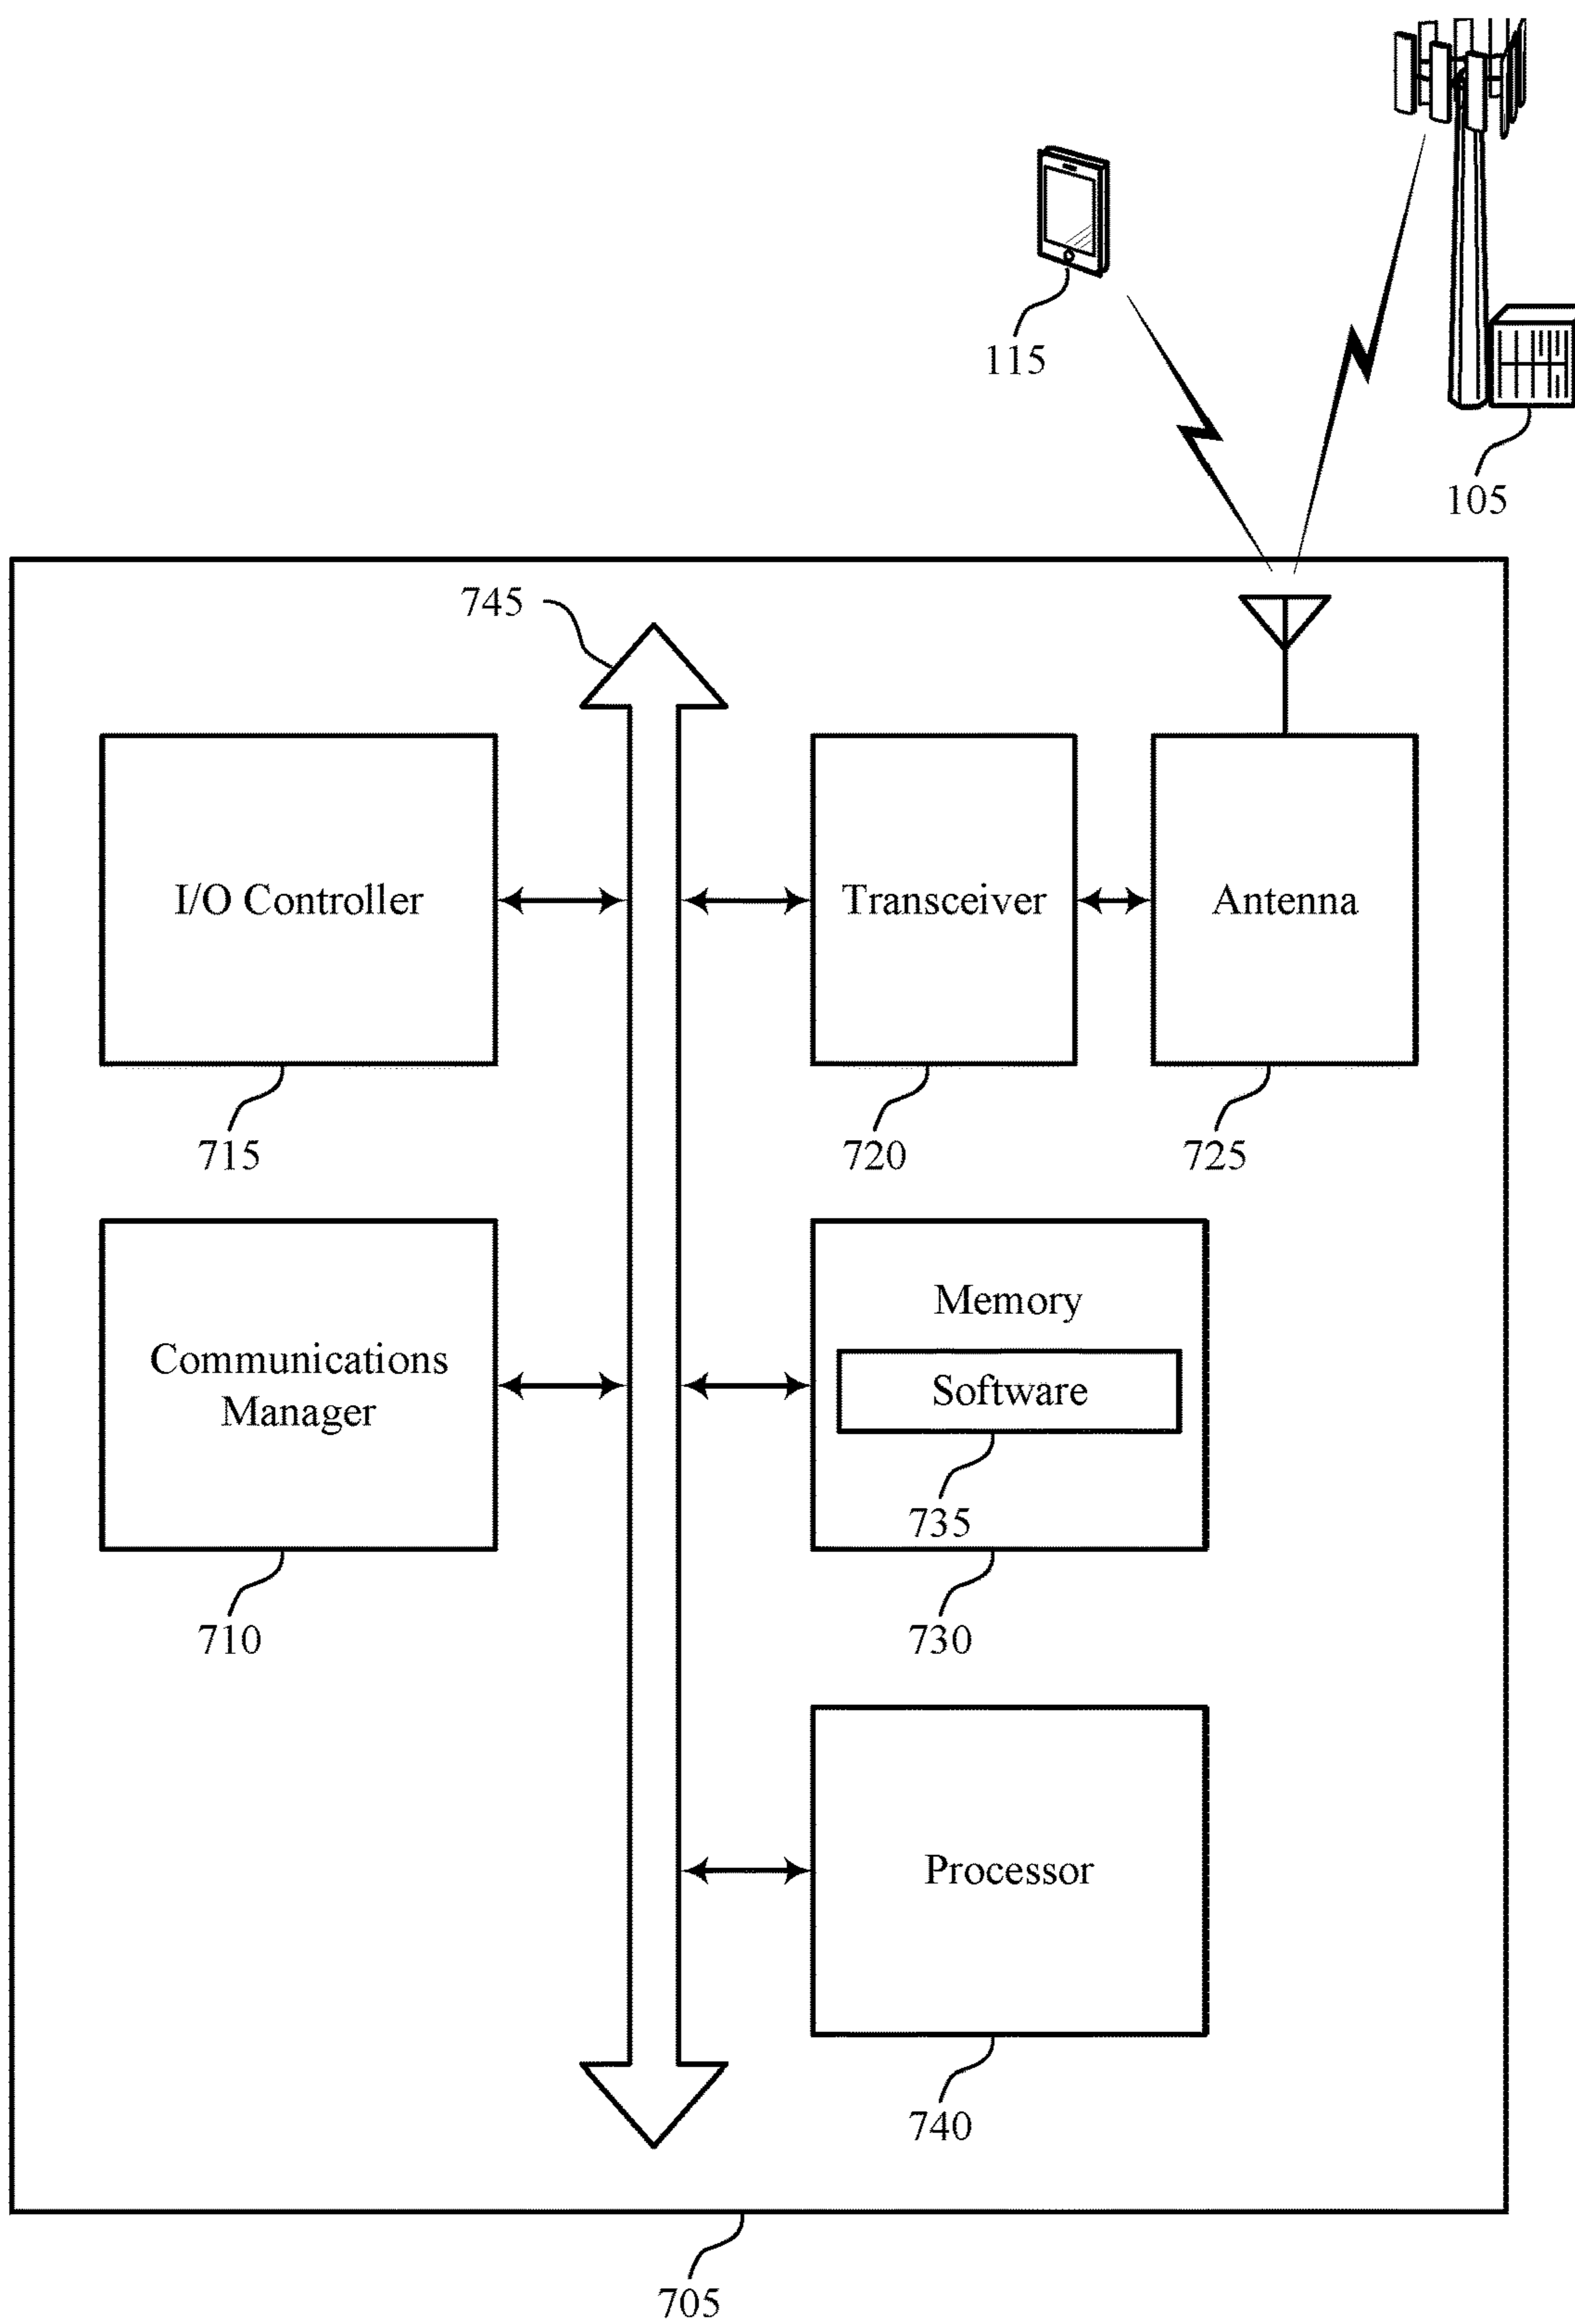 115
105
745
I/O Controller
Transceiver
Antenna
715
720
725
Communications
Manager
Memory
Software
735
710
730
Processor
740
705